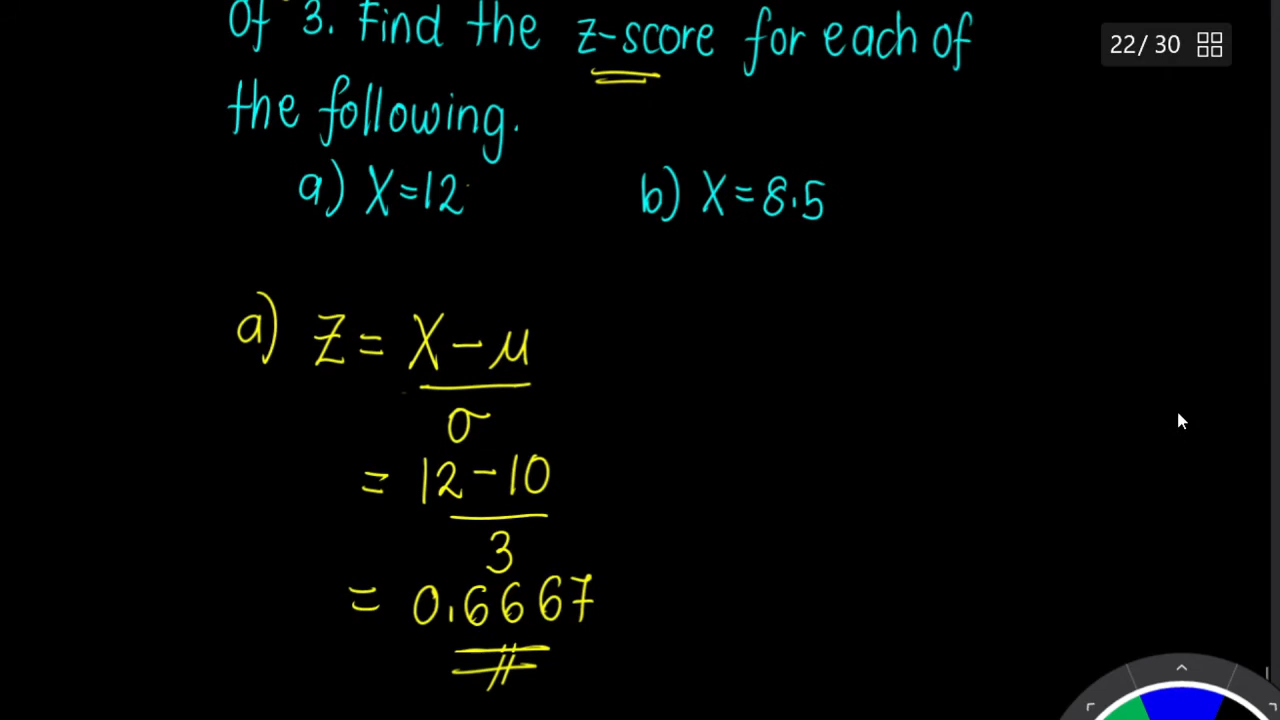 of 3. Find the z-score for each of
22/ 30
the following.
a) X=12
b) X=8.5
a) Z= X-μ
σ
= 12-10
3
= 0.6667